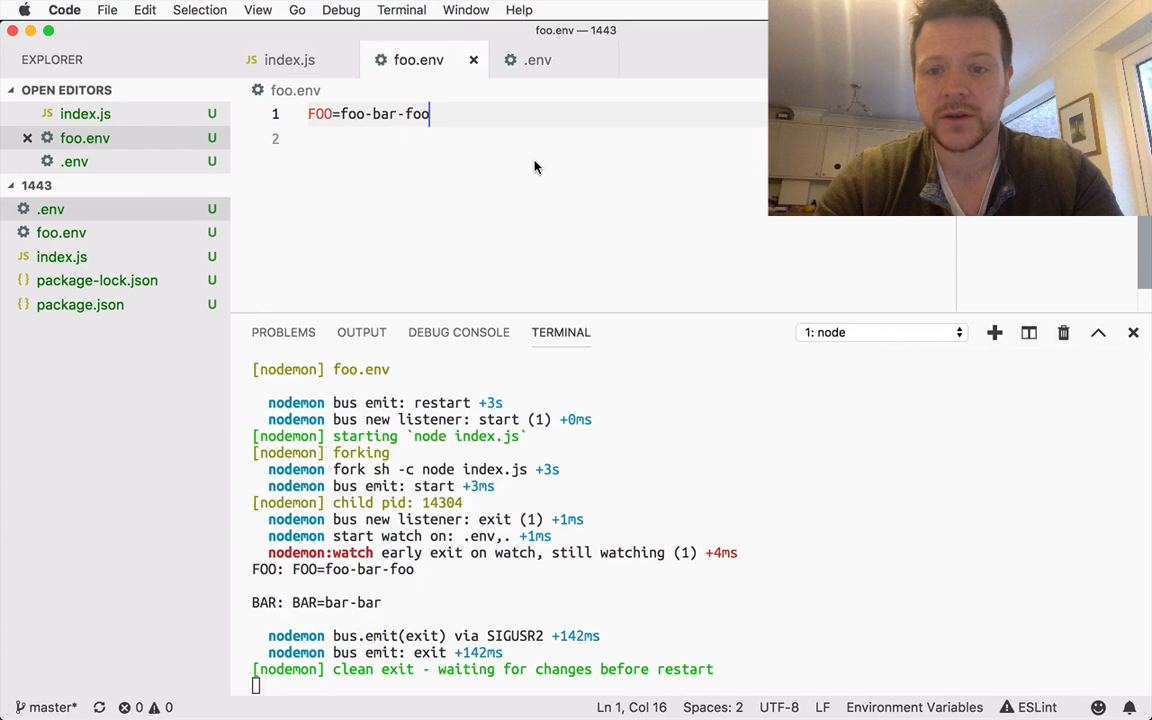 Code File Edit Selection View Go Debug Terminal Window Help
foo.env — 1443
EXPLORER
JS index.js
foo.env ×
.env
OPEN EDITORS
JS index.js U
× foo.env U
.env U
1443
.env U
foo.env U
JS index.js U
{ } package-lock.json U
{ } package.json U
foo.env
1 FOO=foo-bar-foo
2
PROBLEMS OUTPUT DEBUG CONSOLE TERMINAL
1: node
[nodemon] foo.env
nodemon bus emit: restart +3s
nodemon bus new listener: start (1) +0ms
[nodemon] starting `node index.js`
[nodemon] forking
nodemon fork sh -c node index.js +3s
nodemon bus emit: start +3ms
[nodemon] child pid: 14304
nodemon bus new listener: exit (1) +1ms
nodemon start watch on: .env,. +1ms
nodemon:watch early exit on watch, still watching (1) +4ms
FOO: FOO=foo-bar-foo
BAR: BAR=bar-bar
nodemon bus.emit(exit) via SIGUSR2 +142ms
nodemon bus emit: exit +142ms
[nodemon] clean exit - waiting for changes before restart
master* 0 0 Ln 1, Col 16 Spaces: 2 UTF-8 LF Environment Variables ESLint